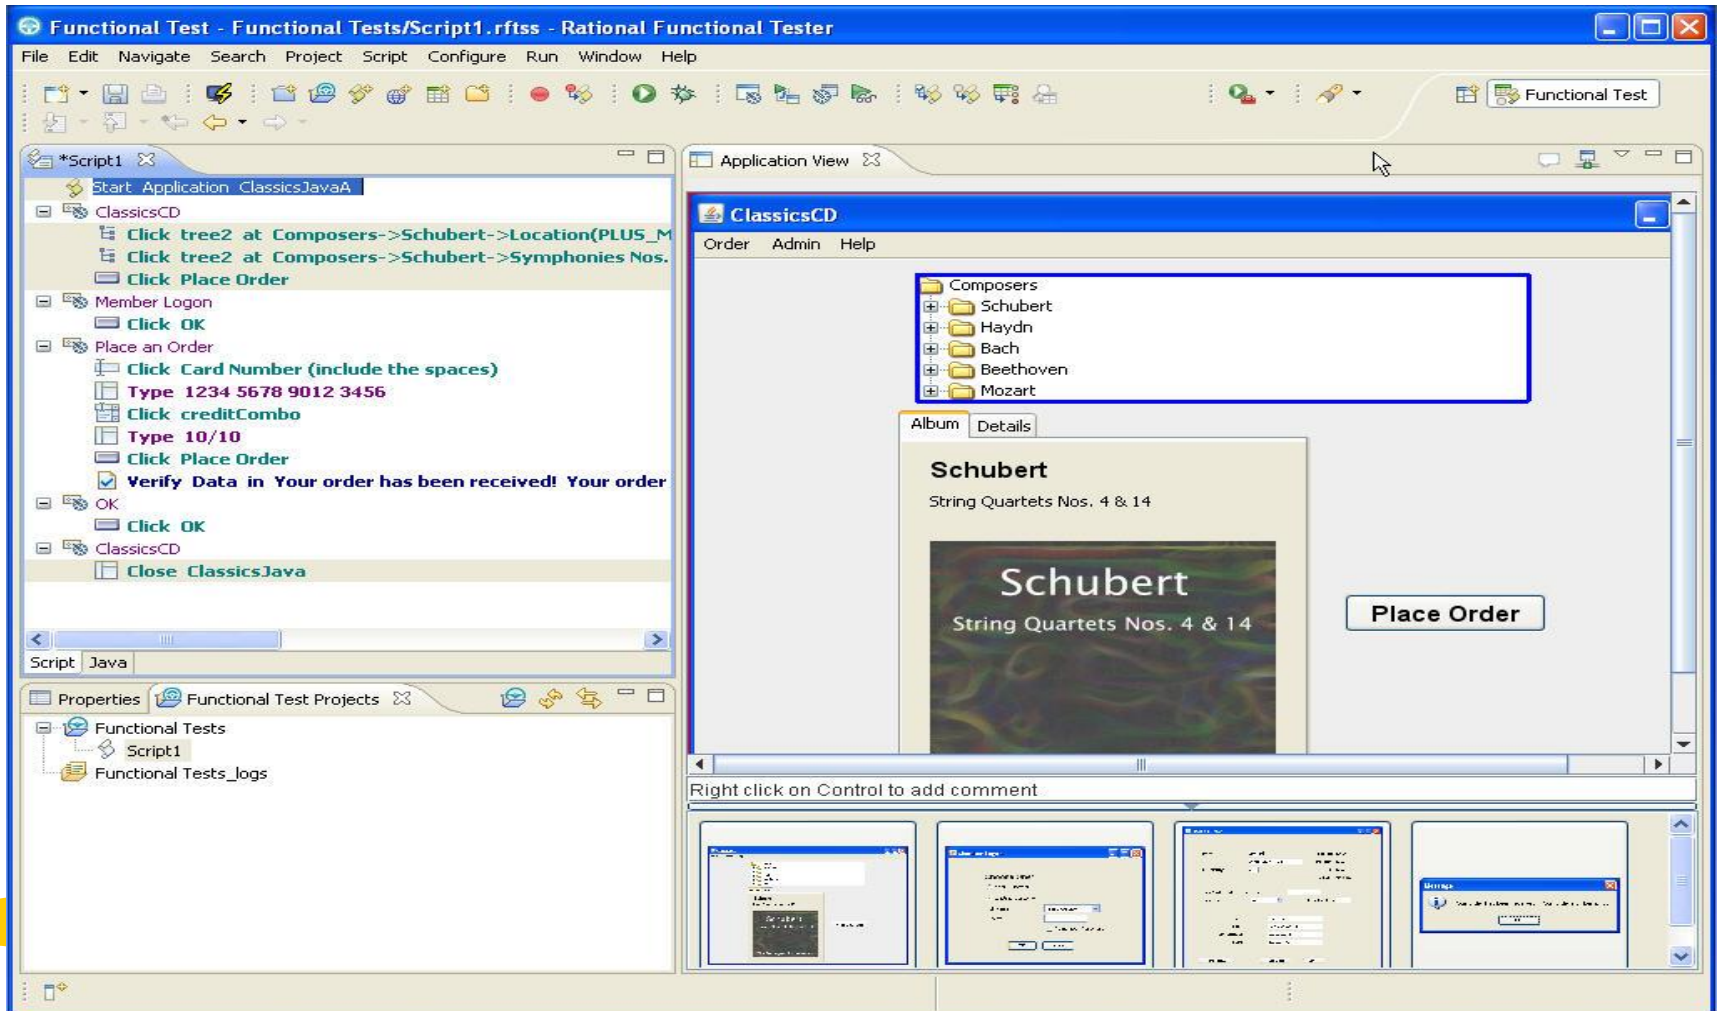 Functional Test - Functional Tests/Script1.rftss - Rational Functional Tester
File Edit Navigate Search Project Script Configure Run Window Help
Functional Test
*Script1
Start Application ClassicsJavaA
ClassicsCD
Click tree2 at Composers->Schubert->Location(PLUS_M
Click tree2 at Composers->Schubert->Symphonies Nos.
Click Place Order
Member Logon
Click OK
Place an Order
Click Card Number (include the spaces)
Type 1234 5678 9012 3456
Click creditCombo
Type 10/10
Click Place Order
Verify Data in Your order has been received! Your order
OK
Click OK
ClassicsCD
Close ClassicsJava
Script Java
Properties Functional Test Projects
Functional Tests
Script1
Functional Tests_logs
Application View
ClassicsCD
Order Admin Help
Composers
Schubert
Haydn
Bach
Beethoven
Mozart
Album Details
Schubert
String Quartets Nos. 4 & 14
Schubert
String Quartets Nos. 4 & 14
Place Order
Right click on Control to add comment